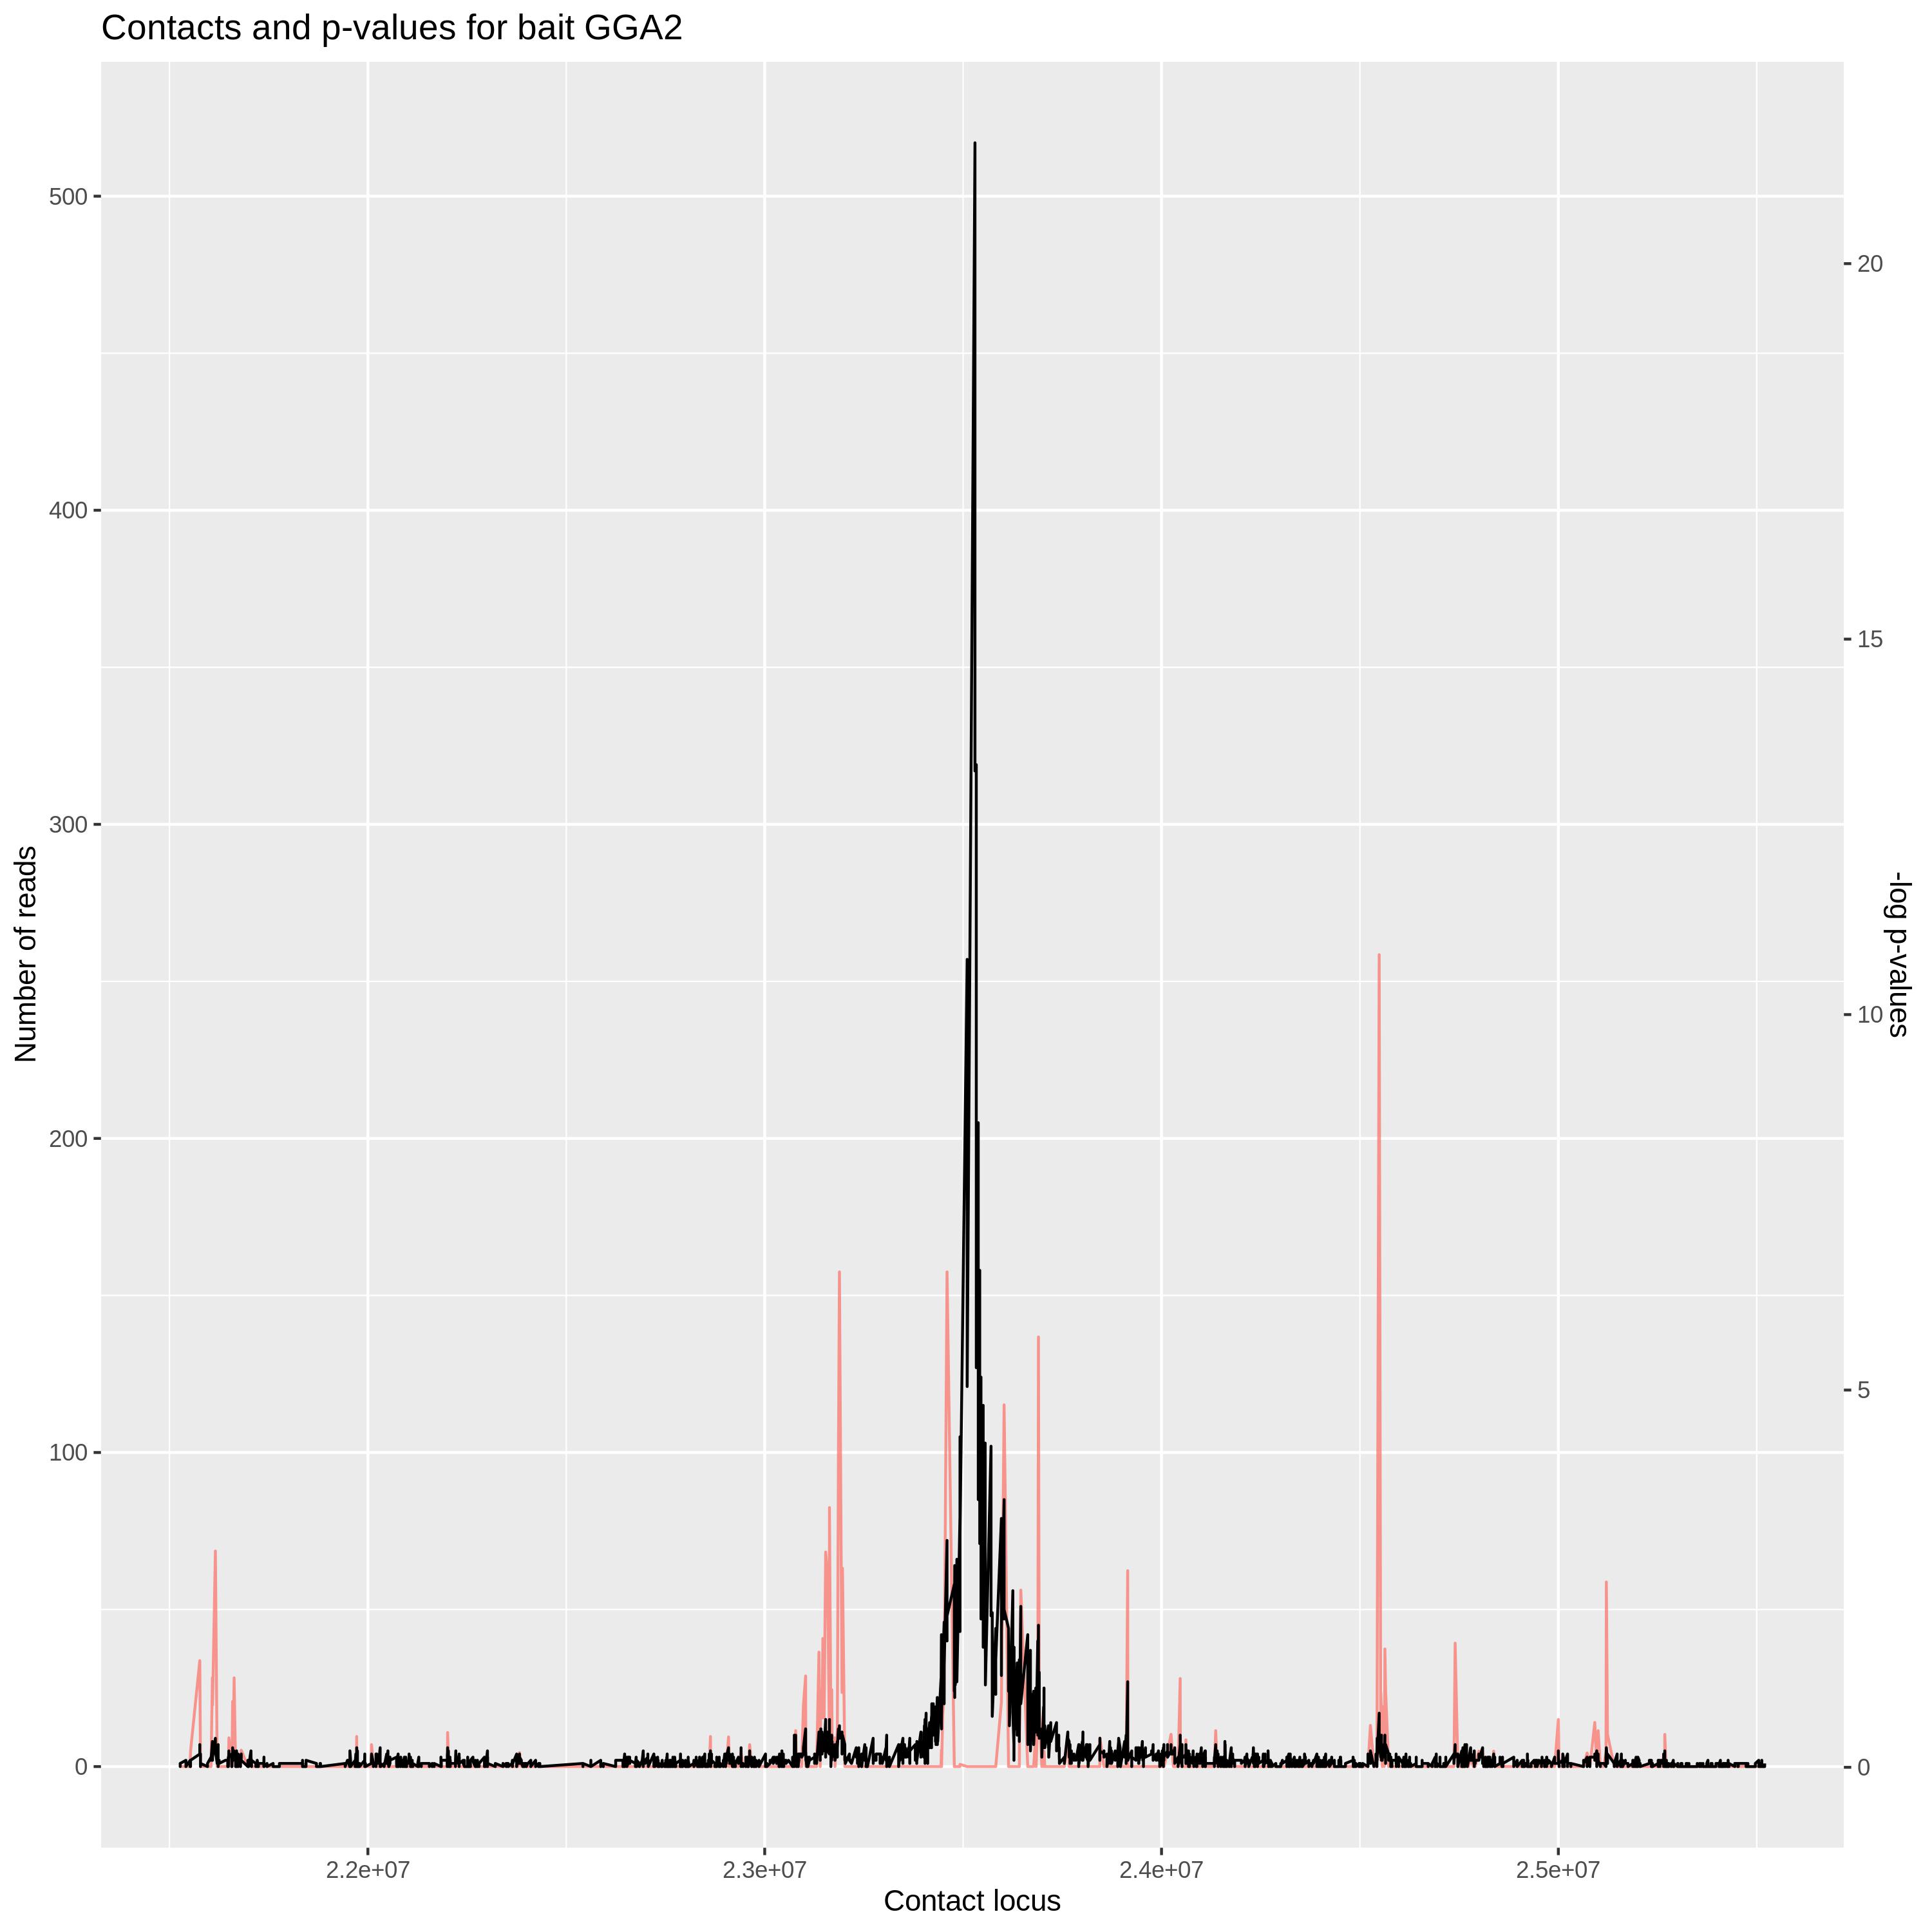 Contacts and p-values for bait GGA2
Number of reads
500
400
300
200
100
0
20
15
10
5
0
-log p-values
2.2e+07
2.3e+07
2.4e+07
2.5e+07
Contact locus